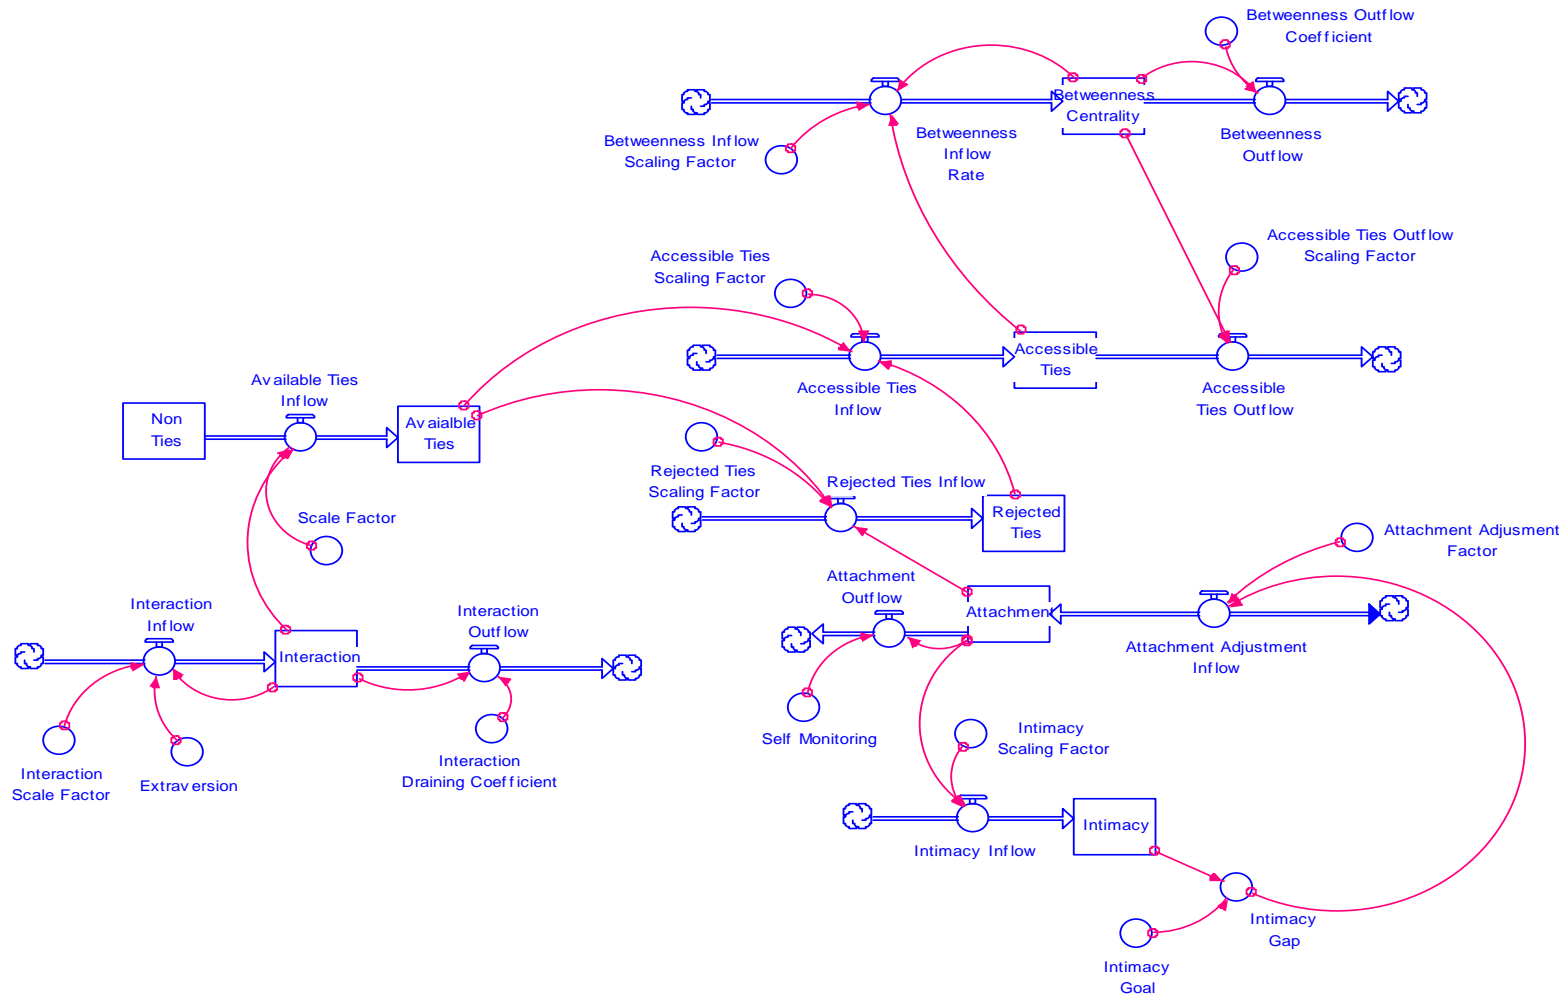 Betweenness Outflow
Coefficient
Betweenness
Centrality
Betweenness Inflow
Scaling Factor
Betweenness
Inflow
Rate
Betweenness
Outflow
Accessible Ties
Scaling Factor
Accessible Ties Outflow
Scaling Factor
Accessible
Ties
Accessible Ties
Inflow
Accessible
Ties Outflow
Available Ties
Inflow
Non
Ties
Avaialble
Ties
Rejected Ties
Scaling Factor
Rejected Ties Inflow
Rejected
Ties
Scale Factor
Attachment Adjusment
Factor
Attachment
Outflow
Attachment
Attachment Adjustment
Inflow
Interaction
Inflow
Interaction
Outflow
Interaction
Self Monitoring
Intimacy
Scaling Factor
Interaction
Scale Factor
Extraversion
Interaction
Draining Coefficient
Intimacy
Intimacy Inflow
Intimacy
Gap
Intimacy
Goal